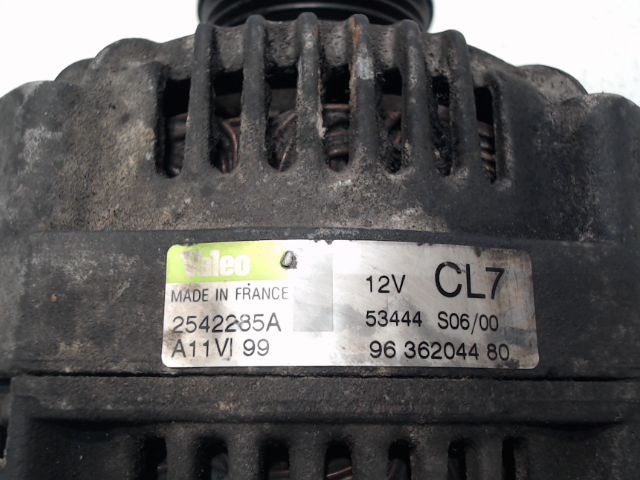 Valeo
MADE IN FRANCE
2542285A
A11VI 99
12V CL7
53444 S06/00
96 362044 80